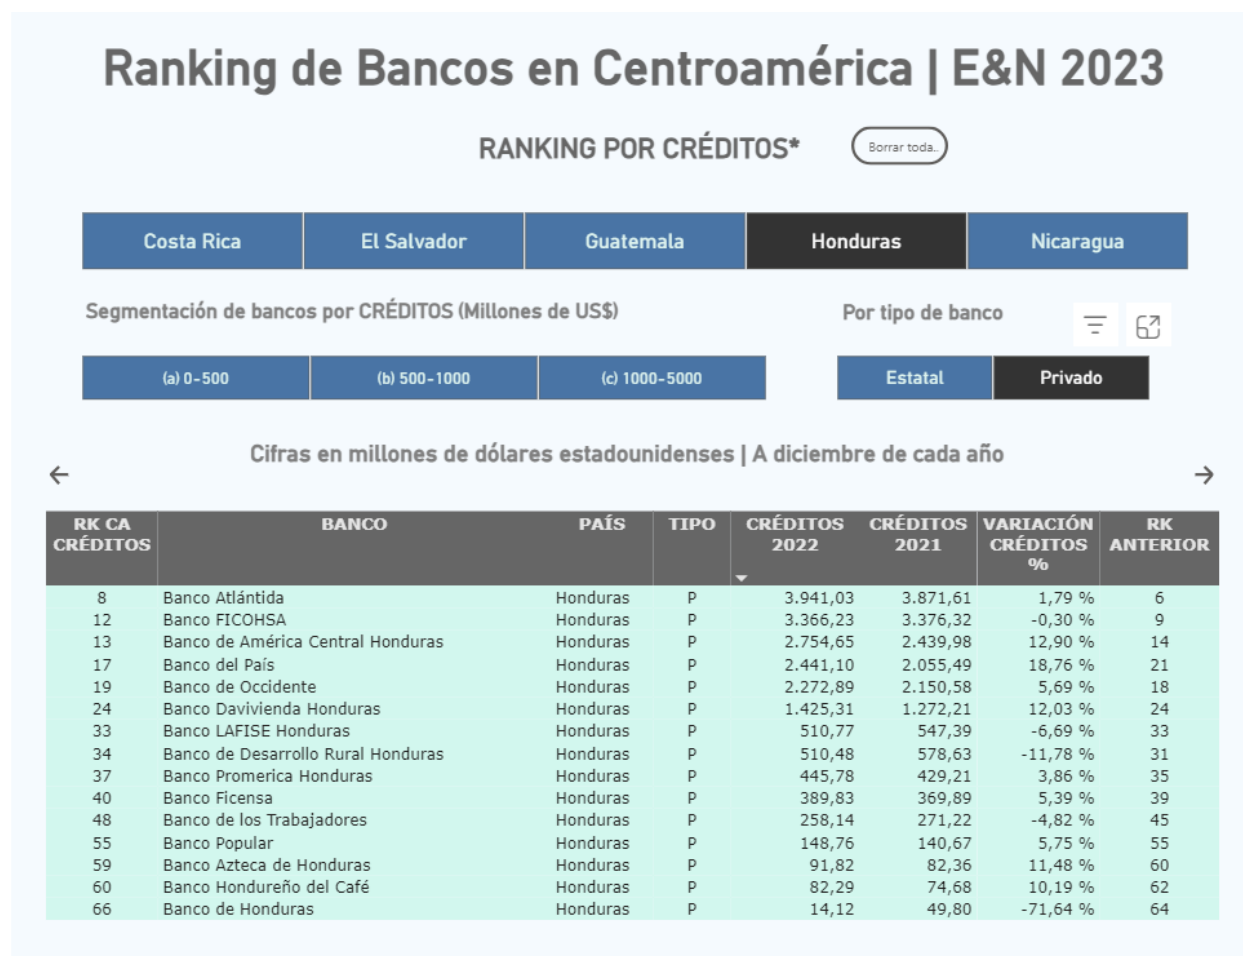 Ranking de Bancos en Centroamérica | E&N 2023
RANKING POR CRÉDITOS*
Borrar toda..
Costa Rica El Salvador Guatemala Honduras Nicaragua
Segmentación de bancos por CRÉDITOS (Millones de US$) Por tipo de banco
(a) 0-500 (b) 500-1000 (c) 1000-5000 Estatal Privado
Cifras en millones de dólares estadounidenses | A diciembre de cada año
RK CA CRÉDITOS BANCO PAÍS TIPO CRÉDITOS 2022 CRÉDITOS 2021 VARIACIÓN CRÉDITOS % RK ANTERIOR
8 Banco Atlántida Honduras P 3.941,03 3.871,61 1,79 % 6
12 Banco FICOHSA Honduras P 3.366,23 3.376,32 -0,30 % 9
13 Banco de América Central Honduras Honduras P 2.754,65 2.439,98 12,90 % 14
17 Banco del País Honduras P 2.441,10 2.055,49 18,76 % 21
19 Banco de Occidente Honduras P 2.272,89 2.150,58 5,69 % 18
24 Banco Davivienda Honduras Honduras P 1.425,31 1.272,21 12,03 % 24
33 Banco LAFISE Honduras Honduras P 510,77 547,39 -6,69 % 33
34 Banco de Desarrollo Rural Honduras Honduras P 510,48 578,63 -11,78 % 31
37 Banco Promerica Honduras Honduras P 445,78 429,21 3,86 % 35
40 Banco Ficensa Honduras P 389,83 369,89 5,39 % 39
48 Banco de los Trabajadores Honduras P 258,14 271,22 -4,82 % 45
55 Banco Popular Honduras P 148,76 140,67 5,75 % 55
59 Banco Azteca de Honduras Honduras P 91,82 82,36 11,48 % 60
60 Banco Hondureño del Café Honduras P 82,29 74,68 10,19 % 62
66 Banco de Honduras Honduras P 14,12 49,80 -71,64 % 64